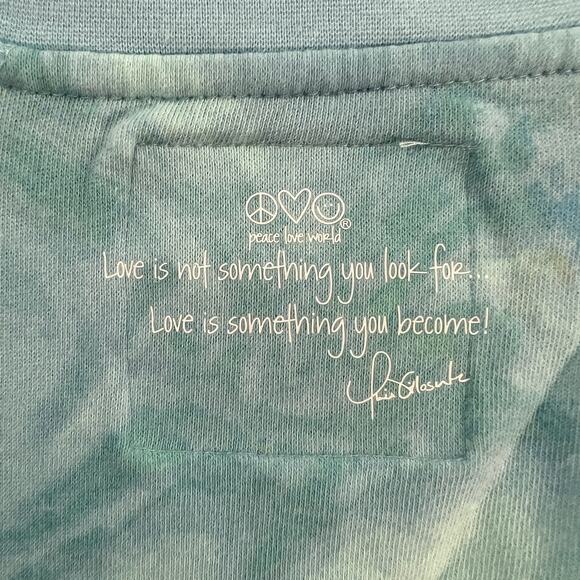 ®
peace love world
Love is not something you look for...
Love is something you become!